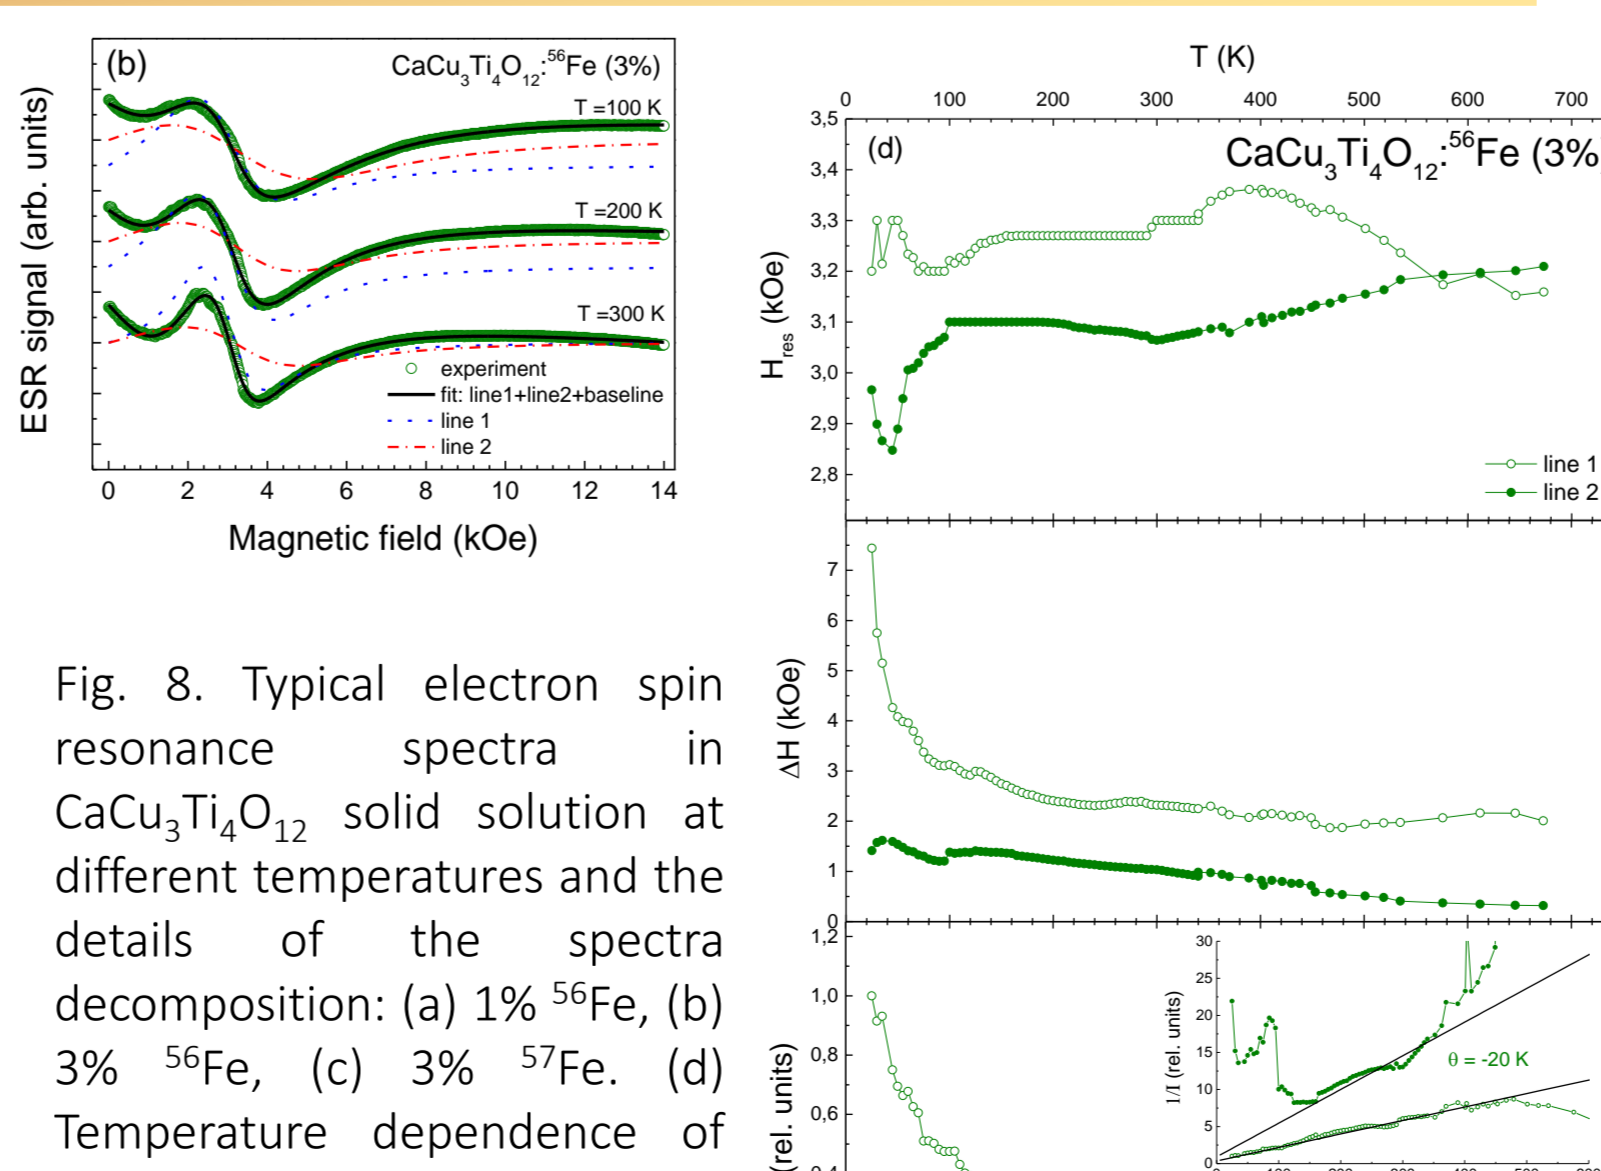 (b)
CaCu3Ti4O12:56Fe (3%)
T =100 K
T =200 K
T =300 K
experiment
fit: line1+line2+baseline
line 1
line 2
ESR signal (arb. units)
0 2 4 6 8 10 12 14
Magnetic field (kOe)
Fig. 8. Typical electron spin
resonance spectra in
CaCu3Ti4O12 solid solution at
different temperatures and the
details of the spectra
decomposition: (a) 1% 56Fe, (b)
3% 56Fe, (c) 3% 57Fe. (d)
Temperature dependence of
T (K)
0 100 200 300 400 500 600 700
(d)
CaCu3Ti4O12:56Fe (3%)
3,5
3,4
3,3
3,2
3,1
3,0
2,9
2,8
Hres (kOe)
line 1
line 2
7
6
5
4
3
2
1
0
ΔH (kOe)
1,2
1,0
0,8
0,6
(rel. units)
30
25
20
15
10
5
0
1/I (rel. units)
θ = -20 K